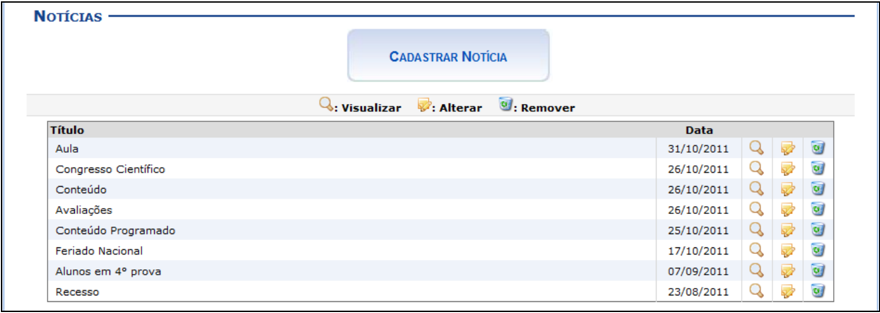 NOTÍCIAS
CADASTRAR NOTÍCIA
: Visualizar : Alterar : Remover
Título Data
Aula 31/10/2011
Congresso Científico 26/10/2011
Conteúdo 26/10/2011
Avaliações 26/10/2011
Conteúdo Programado 25/10/2011
Feriado Nacional 17/10/2011
Alunos em 4º prova 07/09/2011
Recesso 23/08/2011